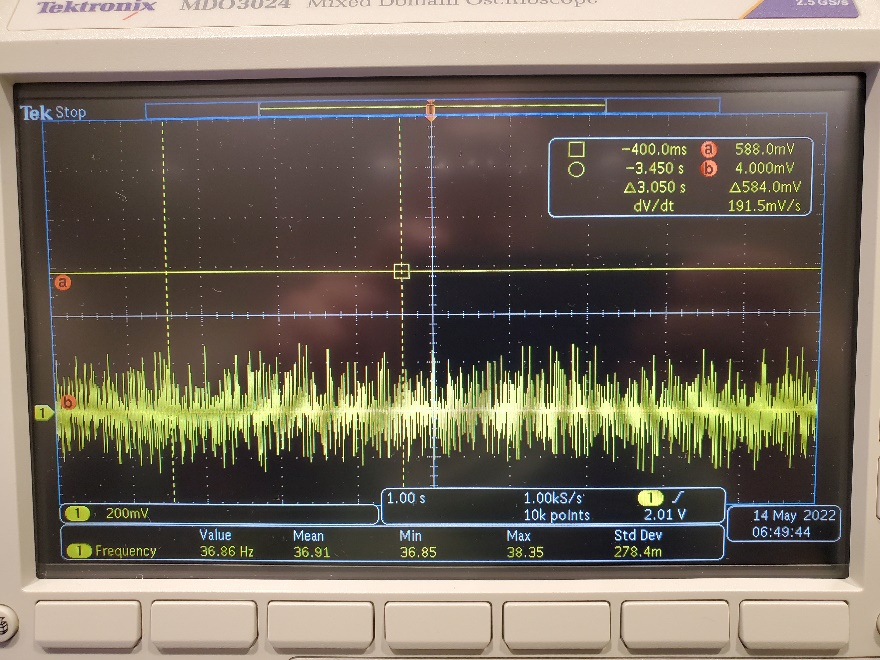 Tektronix MDO3024 Mixed Domain Oscilloscope 2.5 GS/s
Tek Stop
-400.0ms a 588.0mV
-3.450 s b 4.000mV
Δ3.050 s Δ584.0mV
dV/dt 191.5mV/s
a
b
1
1 200mV
1.00 s 1.00kS/s 1
10k points 2.01 V
Value Mean Min Max Std Dev
1 Frequency 36.86 Hz 36.91 36.85 38.35 278.4m
14 May 2022
06:49:44